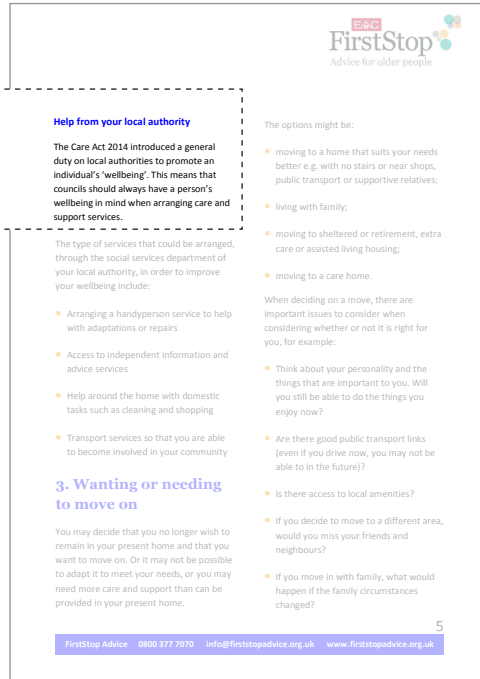 EAC
FirstStop
Advice for older people
Help from your local authority
The Care Act 2014 introduced a general
duty on local authorities to promote an
individual's 'wellbeing'. This means that
councils should always have a person's
wellbeing in mind when arranging care and
support services.
The type of services that could be arranged,
through the social services department of
your local authority, in order to improve
your wellbeing include:
• Arranging a handyperson service to help
with adaptations or repairs
• Access to independent information and
advice services
• Help around the home with domestic
tasks such as cleaning and shopping
• Transport services so that you are able
to become involved in your community
3. Wanting or needing
to move on
You may decide that you no longer wish to
remain in your present home and that you
want to move on. Or it may not be possible
to adapt it to meet your needs, or you may
need more care and support than can be
provided in your present home.
The options might be:
• moving to a home that suits your needs
better e.g. with no stairs or near shops,
public transport or supportive relatives;
• living with family;
• moving to sheltered or retirement, extra
care or assisted living housing;
• moving to a care home.
When deciding on a move, there are
important issues to consider when
considering whether or not it is right for
you, for example:
• Think about your personality and the
things that are important to you. Will
you still be able to do the things you
enjoy now?
• Are there good public transport links
(even if you drive now, you may not be
able to in the future)?
• Is there access to local amenities?
• If you decide to move to a different area,
would you miss your friends and
neighbours?
• If you move in with family, what would
happen if the family circumstances
changed?
5
FirstStop Advice 0800 377 7070 info@firststopadvice.org.uk www.firststopadvice.org.uk